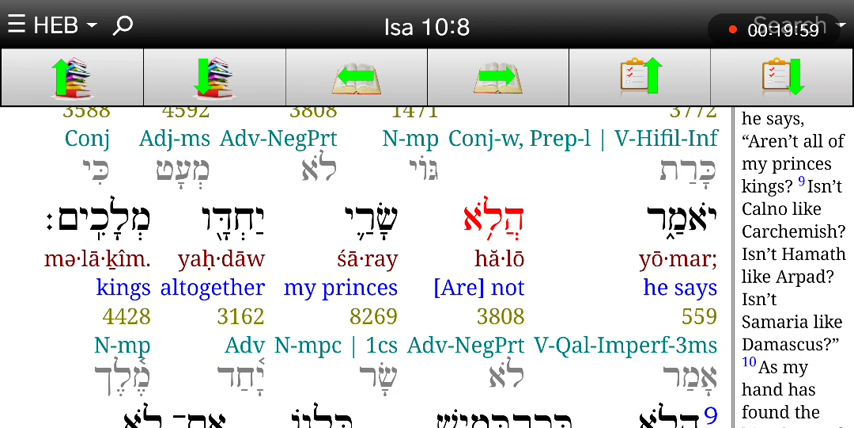 ☰ HEB Isa 10:8 Search
00:19:59
3588 4592 3808 1471 3772
Conj Adj-ms Adv-NegPrt N-mp Conj-w, Prep-l | V-Hifil-Inf
כָּרַת גּוֹי לֹא מְעָט כִּי
יֹאמַ֑ר הֲלֹ֥א שָׂרַ֛י יַחְדָּ֖ו מְלָכִֽים׃
mə·lā·ḵîm. yaḥ·dāw śā·ray hă·lō yō·mar;
kings altogether my princes [Are] not he says
4428 3162 8269 3808 559
N-mp Adv N-mpc | 1cs Adv-NegPrt V-Qal-Imperf-3ms
אָמַר לֹא שָׂר יָ֫חַד מֶ֫לֶךְ
9
he says,
“Aren’t all of
my princes
kings? 9 Isn’t
Calno like
Carchemish?
Isn’t Hamath
like Arpad?
Isn’t
Samaria like
Damascus?”
10 As my
hand has
found the